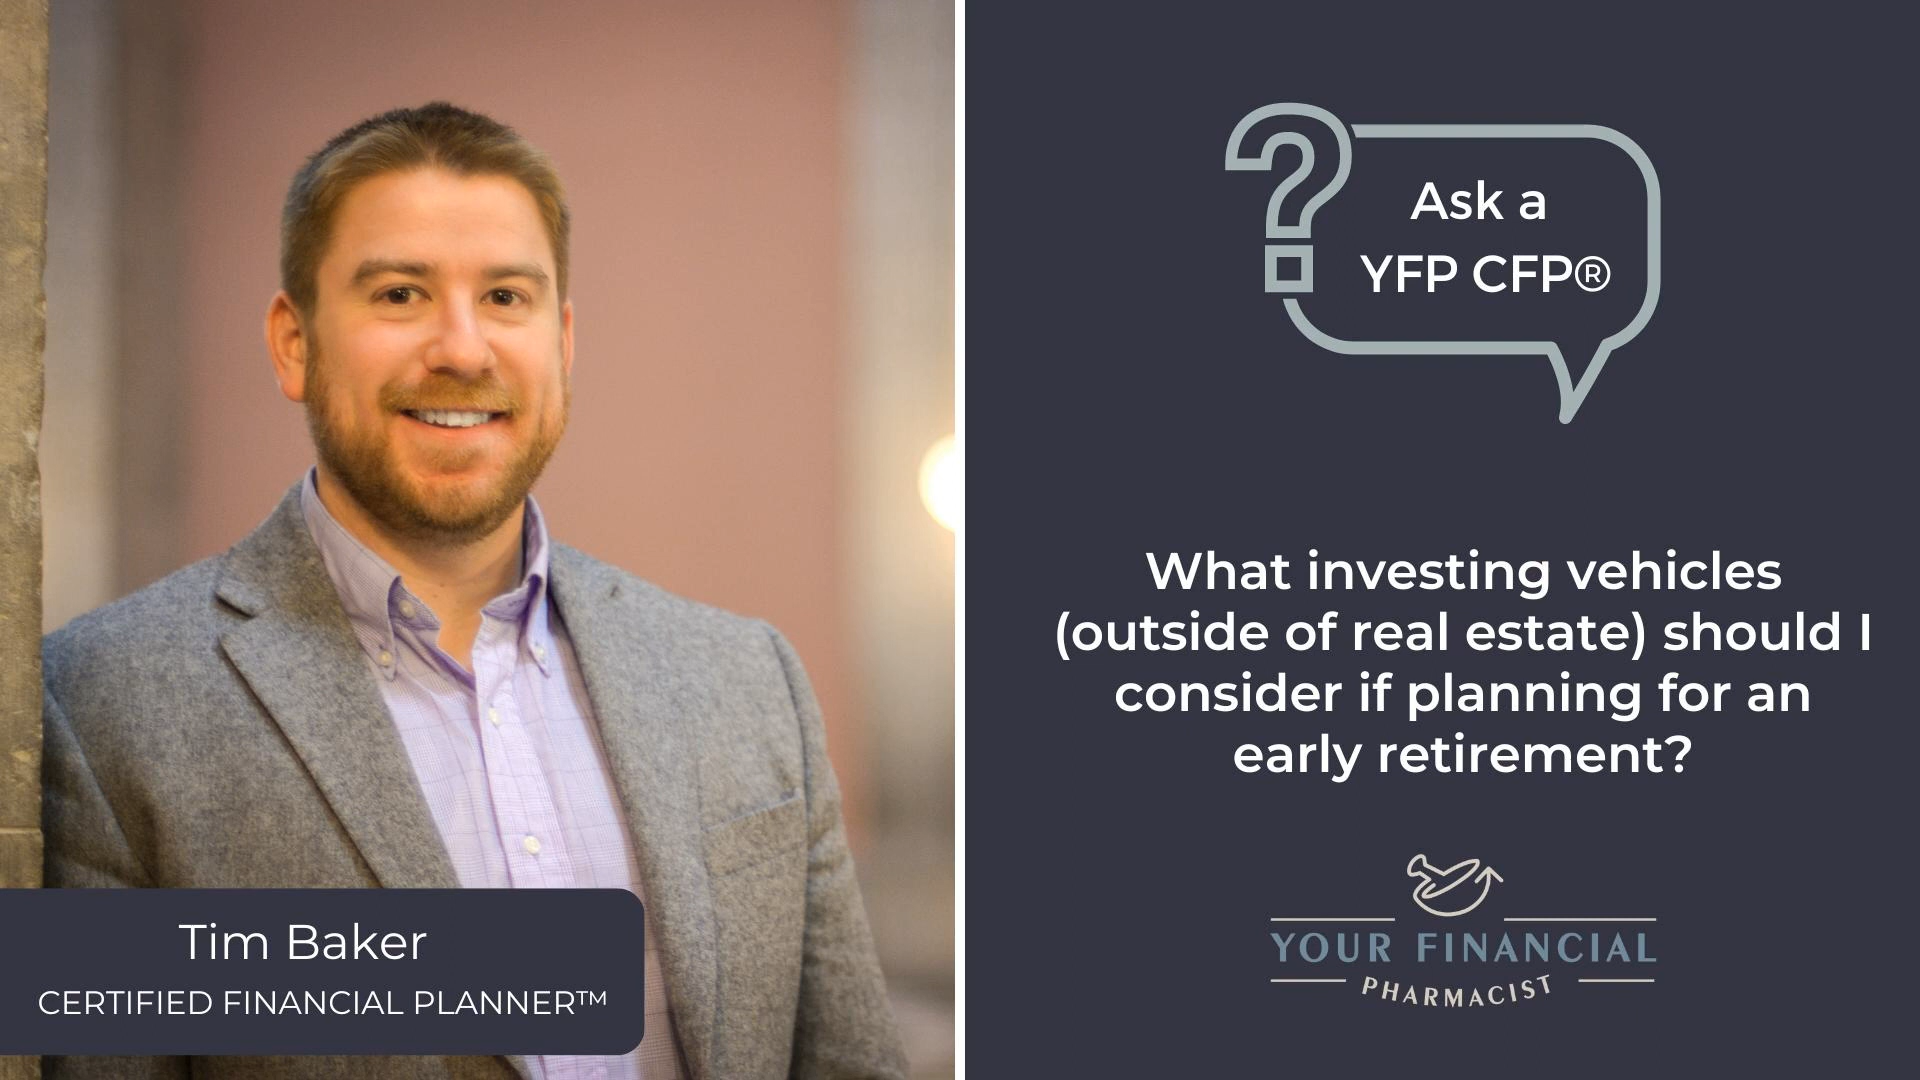 Tim Baker
CERTIFIED FINANCIAL PLANNER™
?
Ask a
YFP CFP®
What investing vehicles
(outside of real estate) should I
consider if planning for an
early retirement?
YOUR FINANCIAL
PHARMACIST